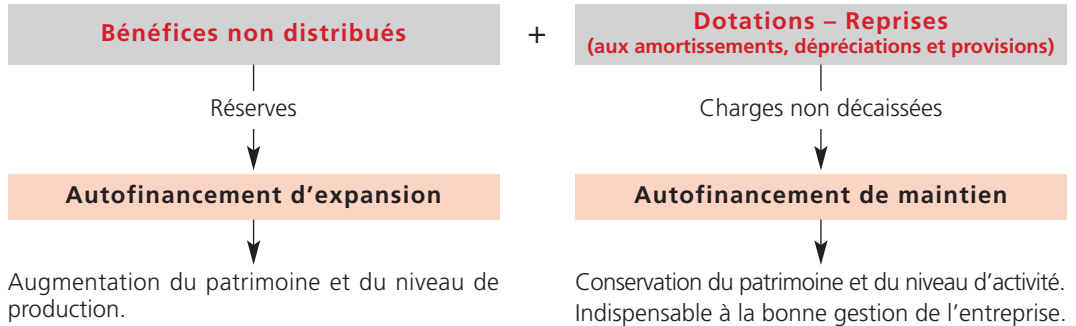 Bénéfices non distribués
+
Dotations – Reprises
(aux amortissements, dépréciations et provisions)
Réserves
Charges non décaissées
Autofinancement d'expansion
Autofinancement de maintien
Augmentation du patrimoine et du niveau de
production.
Conservation du patrimoine et du niveau d'activité.
Indispensable à la bonne gestion de l'entreprise.